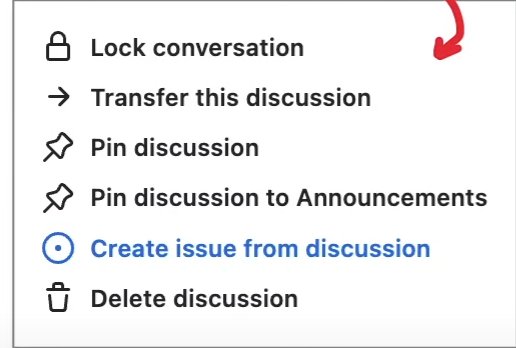 Lock conversation
Transfer this discussion
Pin discussion
Pin discussion to Announcements
Create issue from discussion
Delete discussion